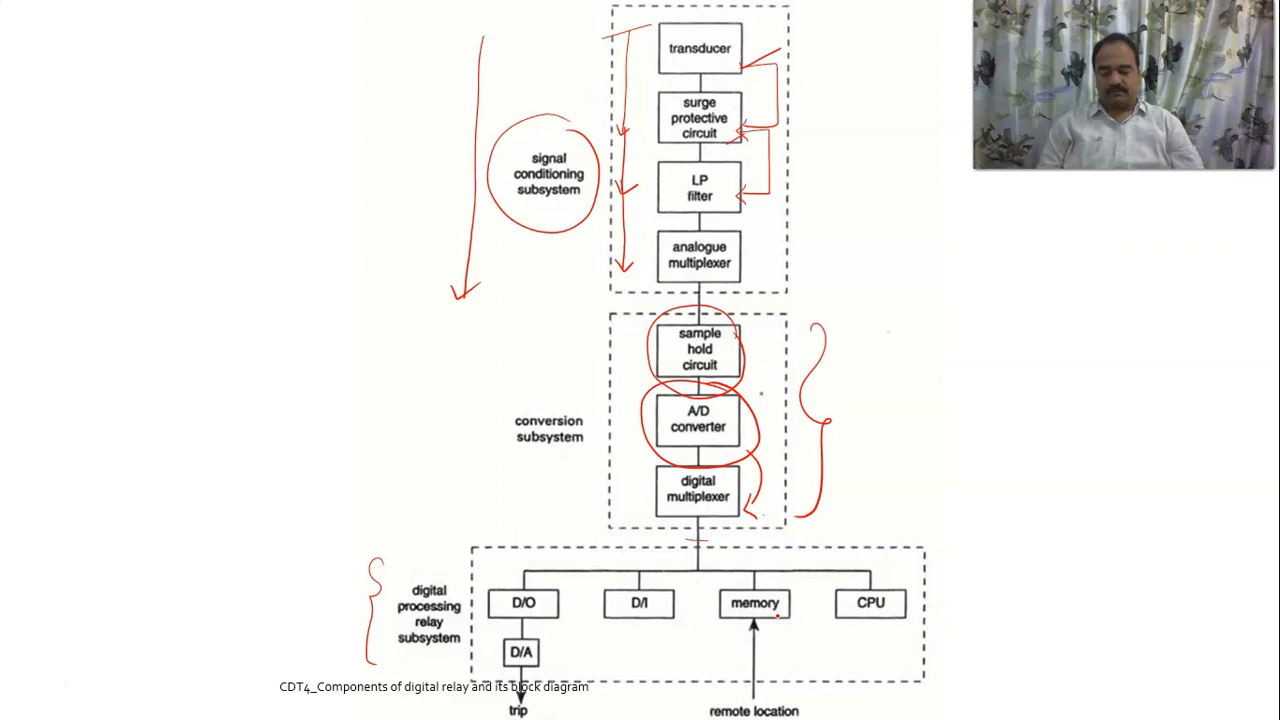 transducer
surge
protective
circuit
signal
conditioning
subsystem
LP
filter
analogue
multiplexer
sample
hold
circuit
A/D
converter
conversion
subsystem
digital
multiplexer
digital
processing
relay
subsystem
D/O
D/I
memory
CPU
D/A
CDT4_Components of digital relay and its block diagram
trip
remote location